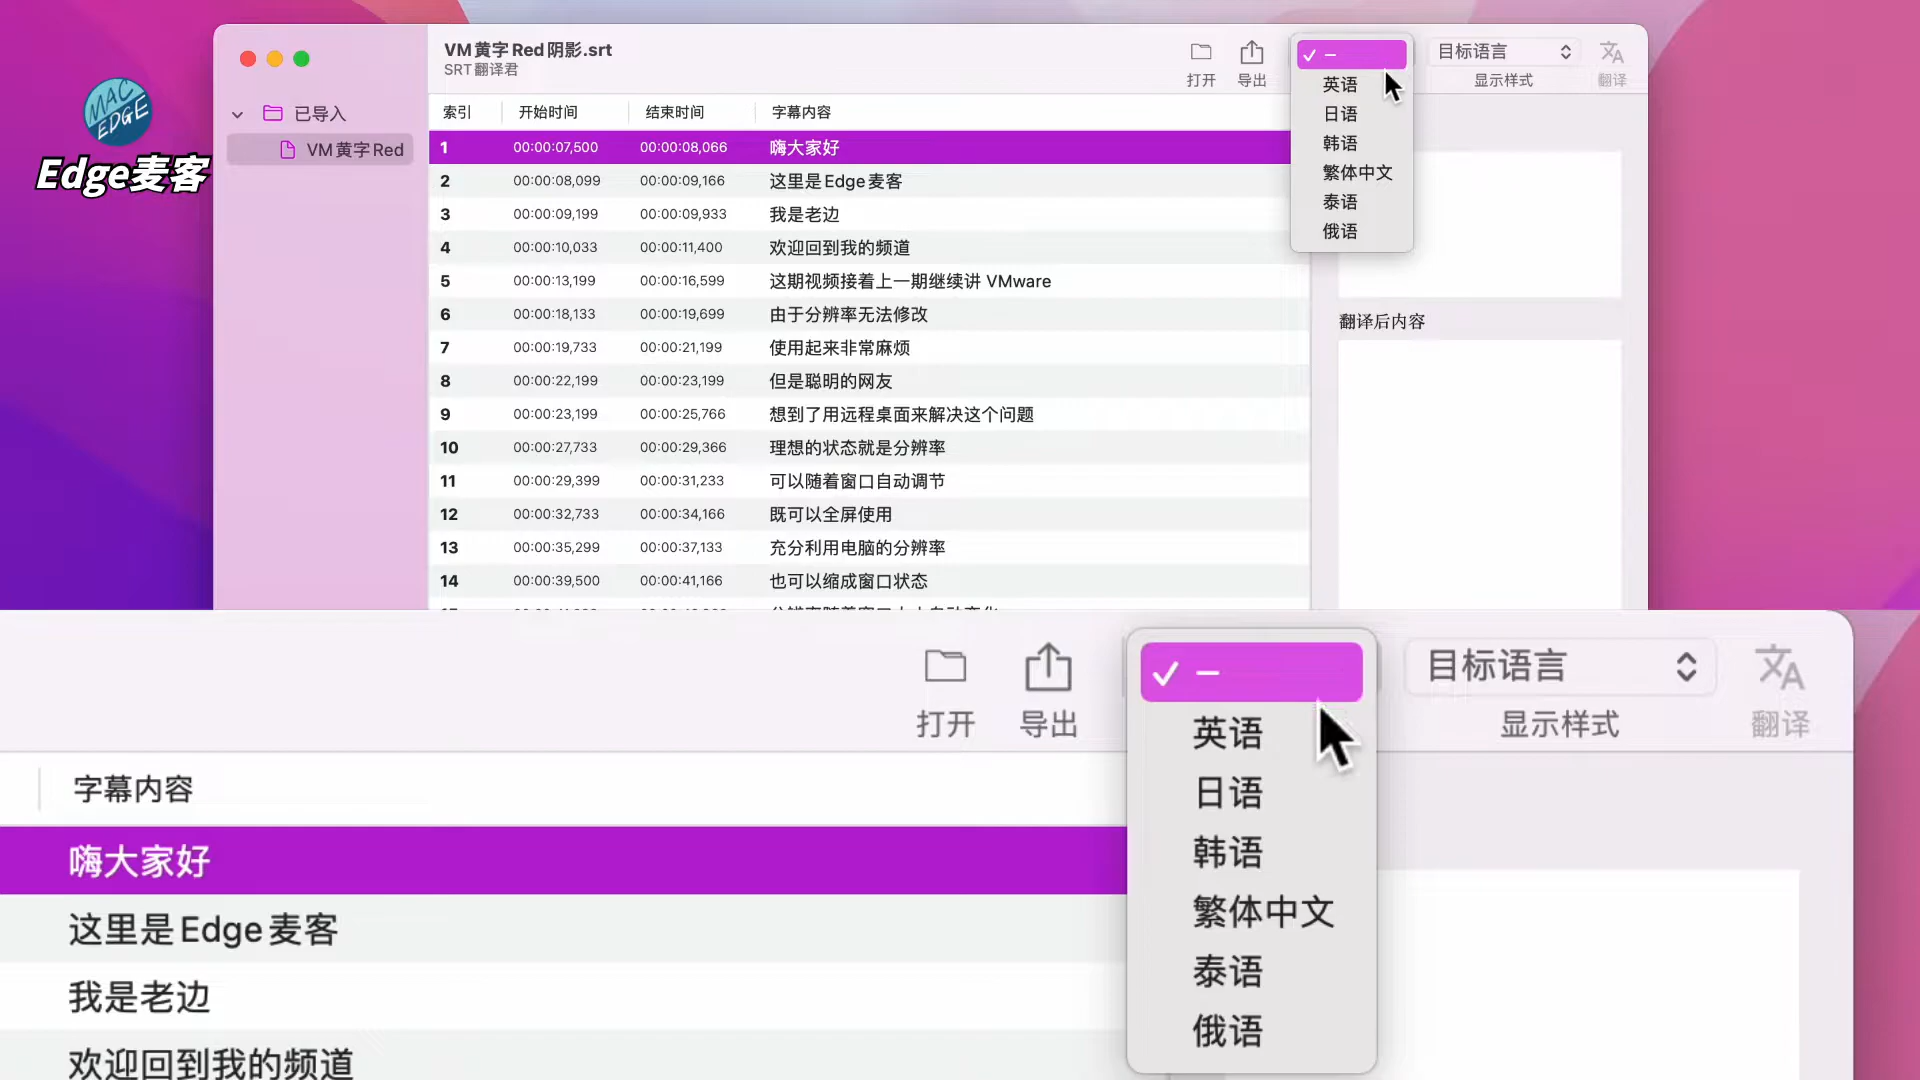 MAC EDGE
Edge麦客
VM黄字Red阴影.srt
SRT翻译君
打开
导出
✓ –
英语
日语
韩语
繁体中文
泰语
俄语
目标语言
显示样式
翻译
已导入
VM黄字Red
索引 开始时间 结束时间 字幕内容
1 00:00:07,500 00:00:08,066 嗨大家好
2 00:00:08,099 00:00:09,166 这里是Edge麦客
3 00:00:09,199 00:00:09,933 我是老边
4 00:00:10,033 00:00:11,400 欢迎回到我的频道
5 00:00:13,199 00:00:16,599 这期视频接着上一期继续讲 VMware
6 00:00:18,133 00:00:19,699 由于分辨率无法修改
7 00:00:19,733 00:00:21,199 使用起来非常麻烦
8 00:00:22,199 00:00:23,199 但是聪明的网友
9 00:00:23,199 00:00:25,766 想到了用远程桌面来解决这个问题
10 00:00:27,733 00:00:29,366 理想的状态就是分辨率
11 00:00:29,399 00:00:31,233 可以随着窗口自动调节
12 00:00:32,733 00:00:34,166 既可以全屏使用
13 00:00:35,299 00:00:37,133 充分利用电脑的分辨率
14 00:00:39,500 00:00:41,166 也可以缩成窗口状态
翻译后内容
打开
导出
✓ –
英语
日语
韩语
繁体中文
泰语
俄语
目标语言
显示样式
翻译
字幕内容
嗨大家好
这里是Edge麦客
我是老边
欢迎回到我的频道